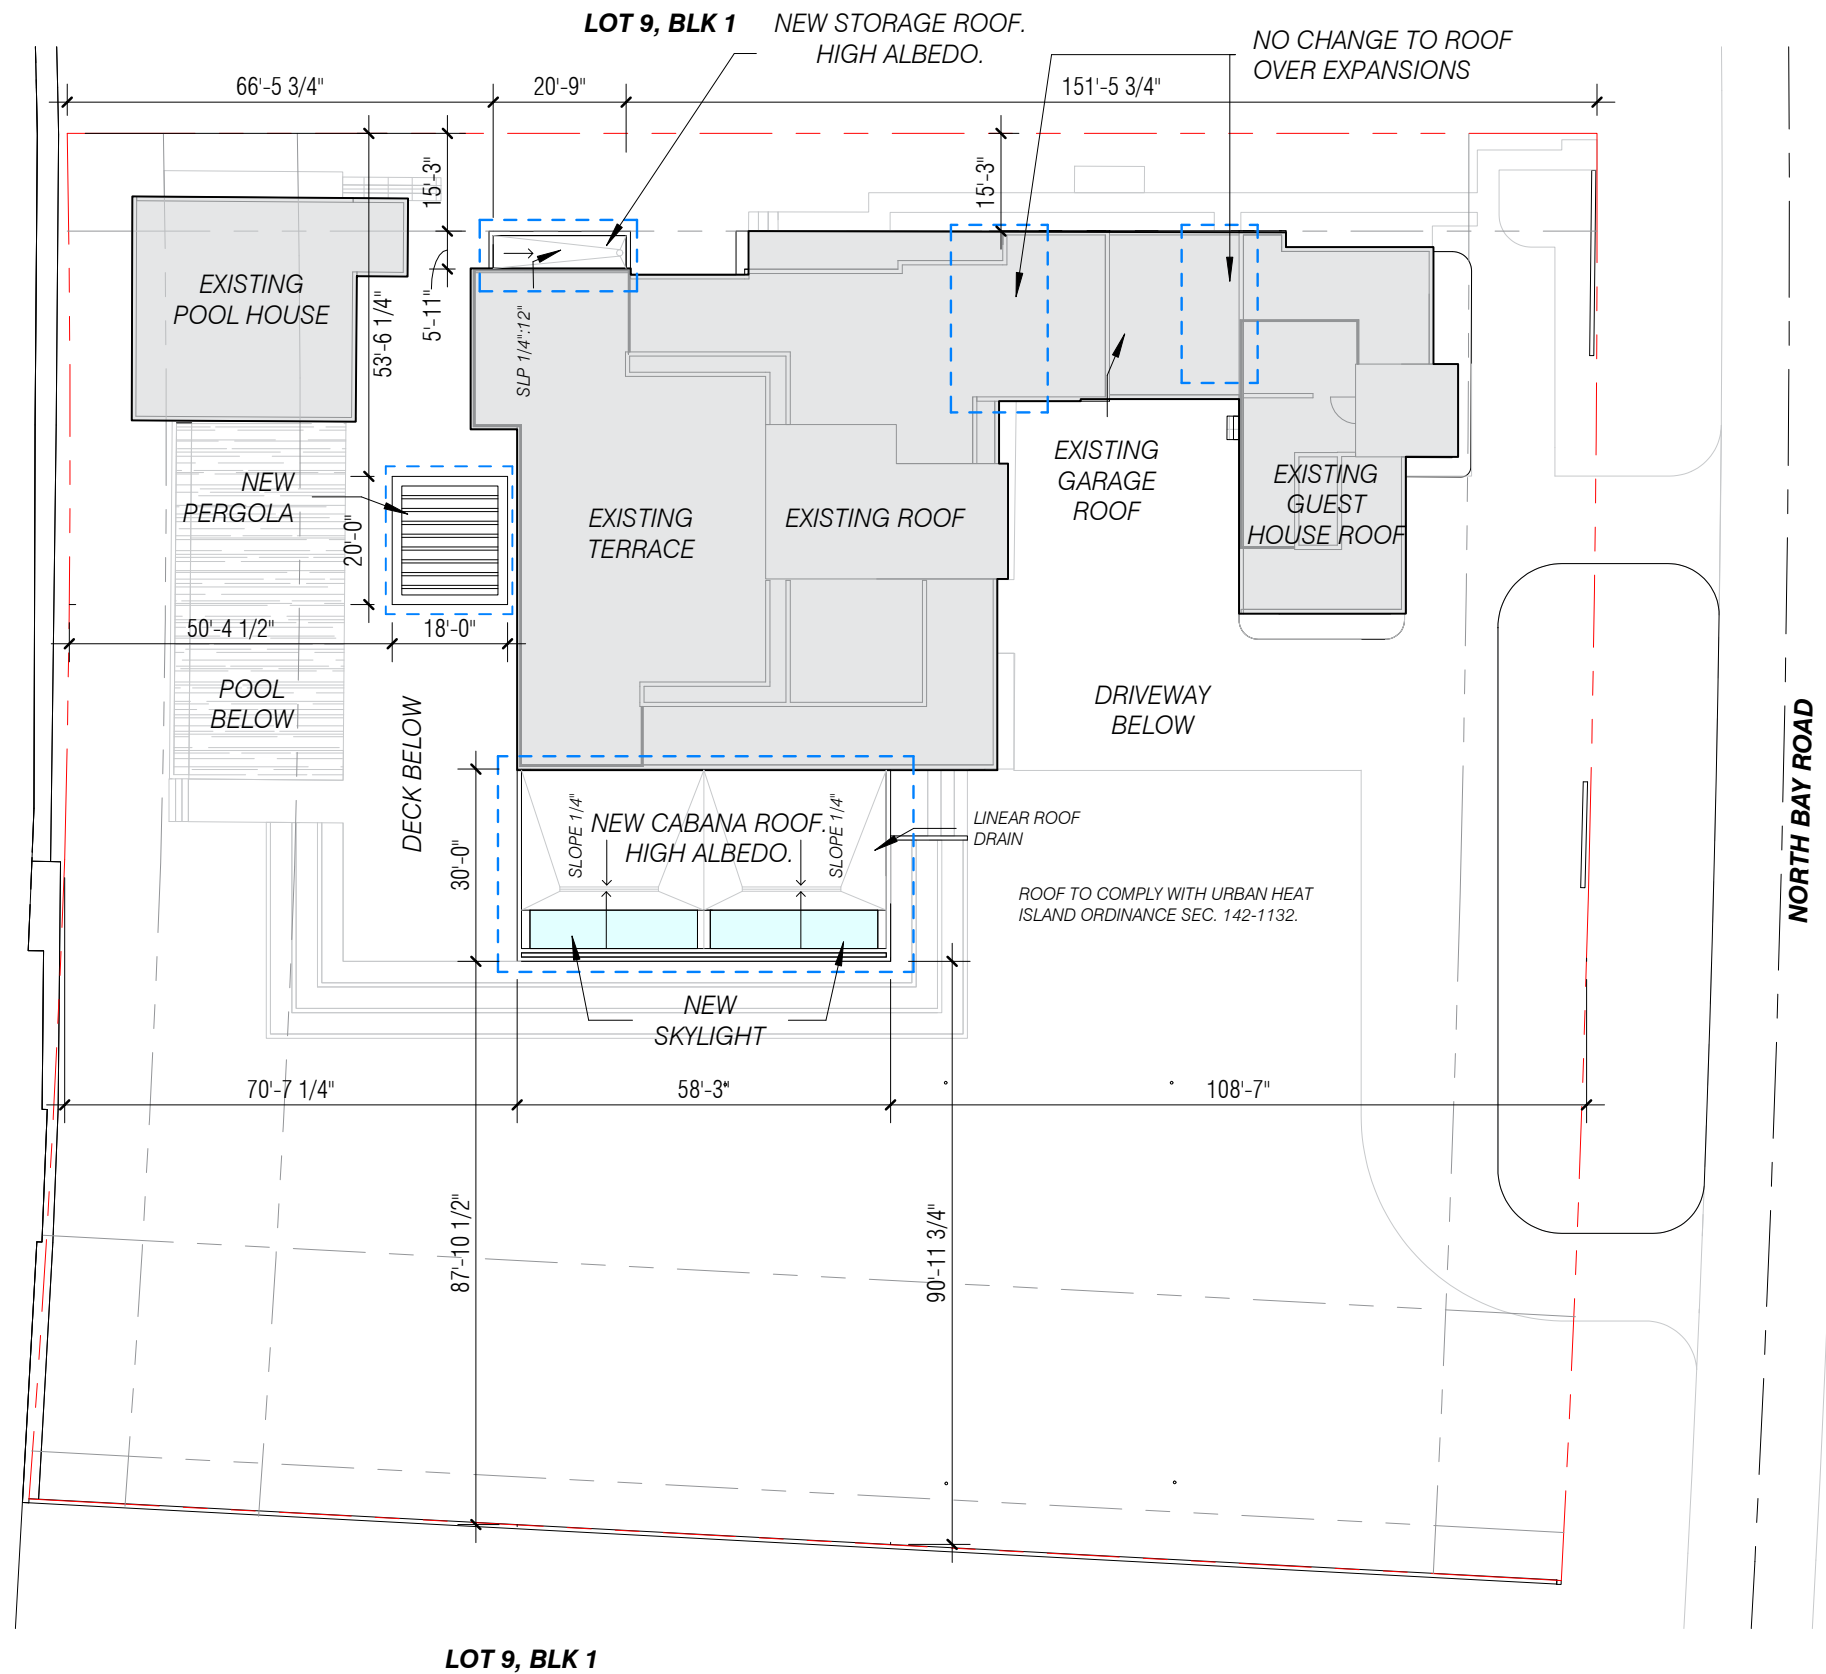 LOT 9, BLK 1
NEW STORAGE ROOF.
HIGH ALBEDO.
NO CHANGE TO ROOF
OVER EXPANSIONS
66'-5 3/4"
20'-9"
151'-5 3/4"
15'-3"
15'-3"
5'-11"
53'-6 1/4"
EXISTING
POOL HOUSE
SLP 1/4":12"
NEW
PERGOLA
20'-0"
EXISTING
TERRACE
EXISTING ROOF
EXISTING
GARAGE
ROOF
EXISTING
GUEST
HOUSE ROOF
50'-4 1/2"
18'-0"
POOL
BELOW
DECK BELOW
DRIVEWAY
BELOW
NORTH BAY ROAD
30'-0"
SLOPE 1/4"
NEW CABANA ROOF.
HIGH ALBEDO.
SLOPE 1/4"
LINEAR ROOF
DRAIN
ROOF TO COMPLY WITH URBAN HEAT
ISLAND ORDINANCE SEC. 142-1132.
NEW
SKYLIGHT
70'-7 1/4"
58'-3"
108'-7"
87'-10 1/2"
90'-11 3/4"
LOT 9, BLK 1